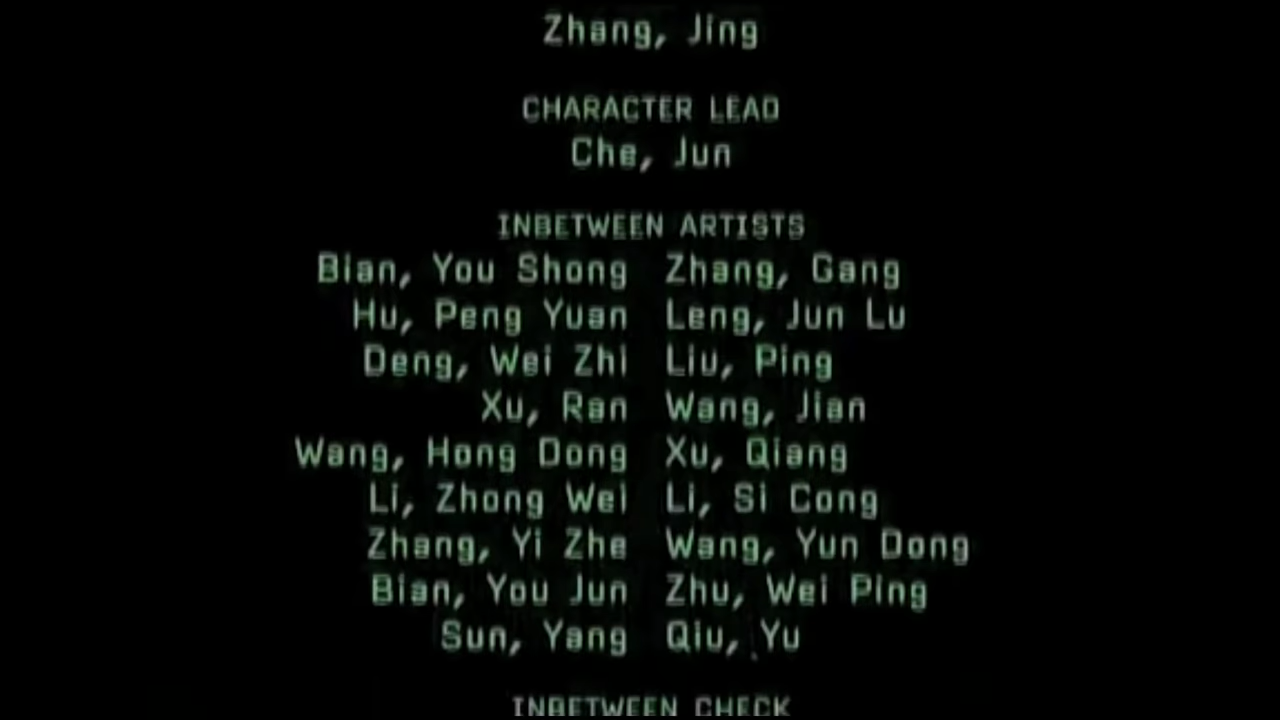 Zhang, Jing
CHARACTER LEAD
Che, Jun
INBETWEEN ARTISTS
Bian, You Shong Zhang, Gang
Hu, Peng Yuan Leng, Jun Lu
Deng, Wei Zhi Liu, Ping
Xu, Ran Wang, Jian
Wang, Hong Dong Xu, Qiang
Li, Zhong Wei Li, Si Cong
Zhang, Yi Zhe Wang, Yun Dong
Bian, You Jun Zhu, Wei Ping
Sun, Yang Qiu, Yu
INBETWEEN CHECK